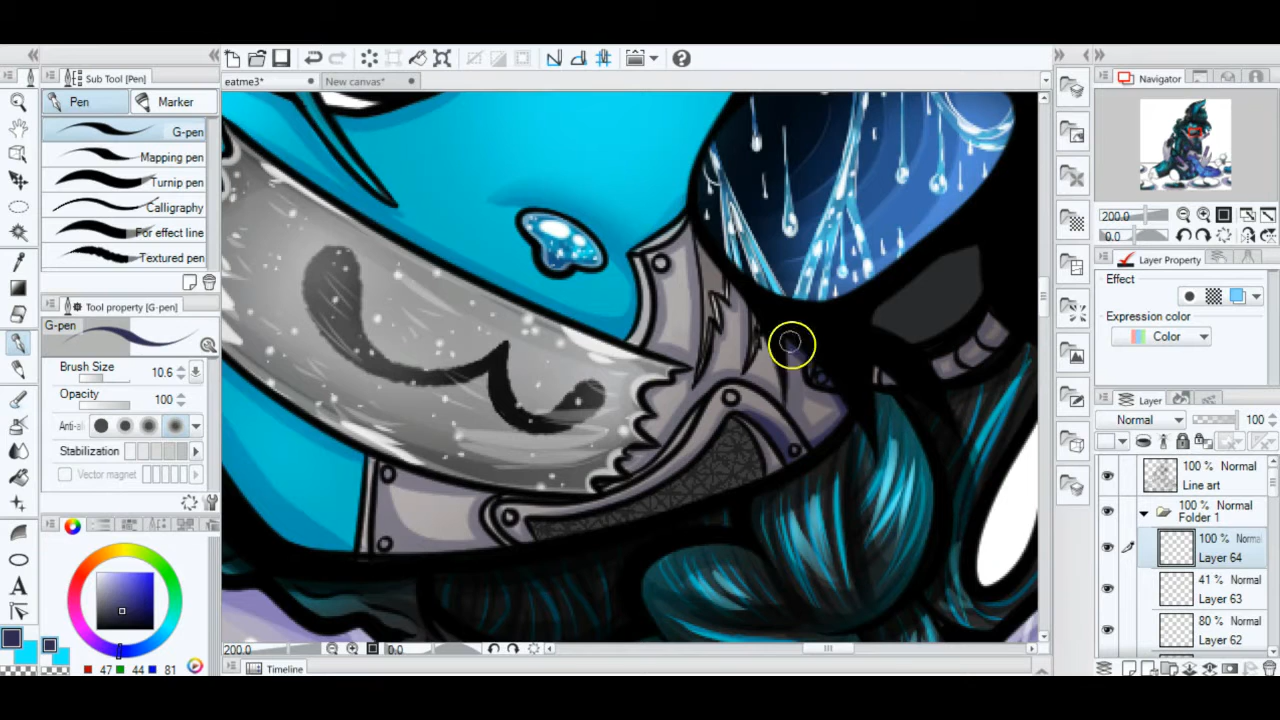 Sub Tool [Pen]
Pen
Marker
G-pen
Mapping pen
Turnip pen
Calligraphy
For effect line
Textured pen
Tool property [G-pen]
G-pen
Brush Size
10.6
Opacity
100
Anti-al
Stabilization
Vector magnet
47 44 81
eatme3*
New canvas*
200.0
0.0
Timeline
Navigator
200.0
0.0
Layer Property
Effect
Expression color
Color
Layer
Normal
100
100 % Normal
Line art
100 % Normal
Folder 1
100 % Norma
Layer 64
41 % Normal
Layer 63
80 % Normal
Layer 62